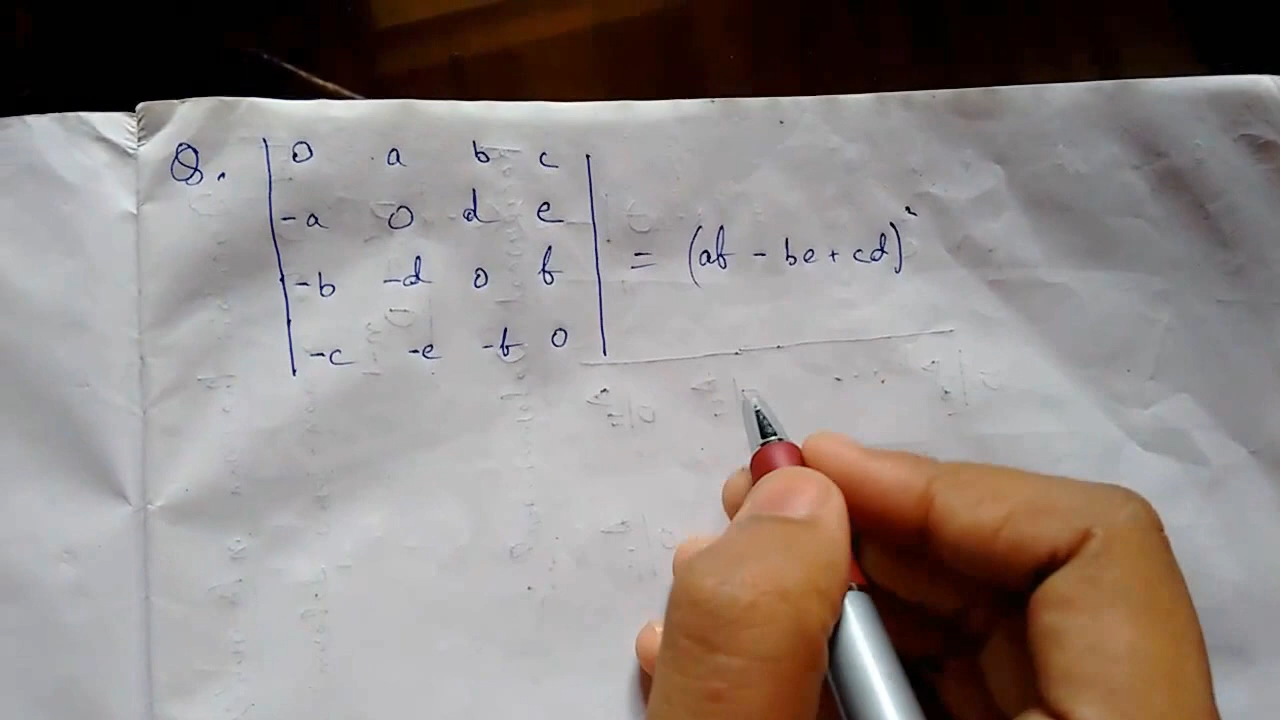 Q. | 0 a b c |
| -a 0 d e | = (af - be + cd)²
| -b -d 0 f |
| -c -e -f 0 |